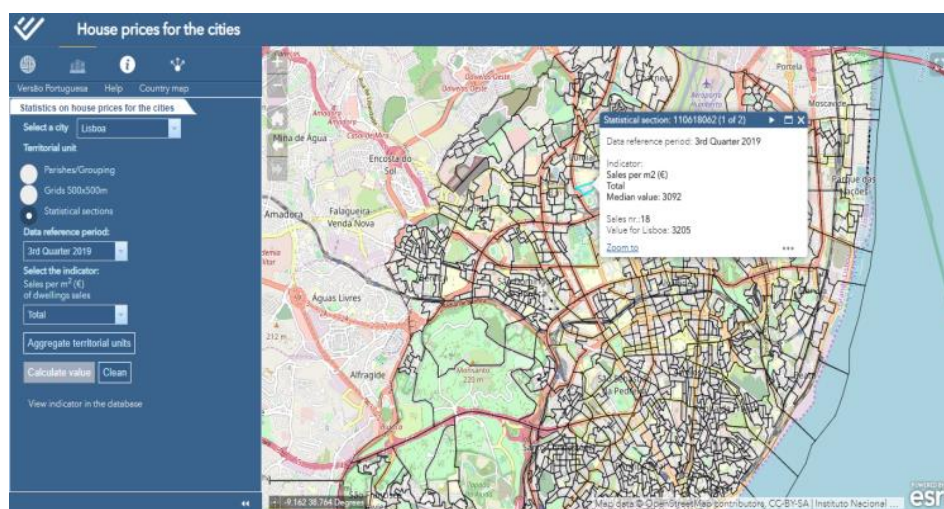 House prices for the cities
Versão Portuguesa Help Country map
Statistics on house prices for the cities
Select a city Lisboa
Territorial unit
Parishes/Grouping
Grids 500x500m
Statistical sections
Data reference period:
3rd Quarter 2019
Select the indicator:
Sales per m² (€)
of dwellings sales
Total
Aggregate territorial units
Calculate value Clean
View indicator in the database
Statistical section: 110618062 (1 of 2)
Data reference period: 3rd Quarter 2019
Indicator:
Sales per m2 (€)
Total
Median value: 3092
Sales nr.:18
Value for Lisboa: 3205
Zoom to
Portela
Moscavide
Parque das
Nações
Aeroporto
Humberto
Encosta do
Sol
Amadora
Falagueira
Venda Nova
Águas Livres
212 m
Alfragide
Monsanto
220 m
-9.162 38.764 Degrees
Map data © OpenStreetMap contributors, CC-BY-SA | Instituto Nacional ...
POWERED BY
esri